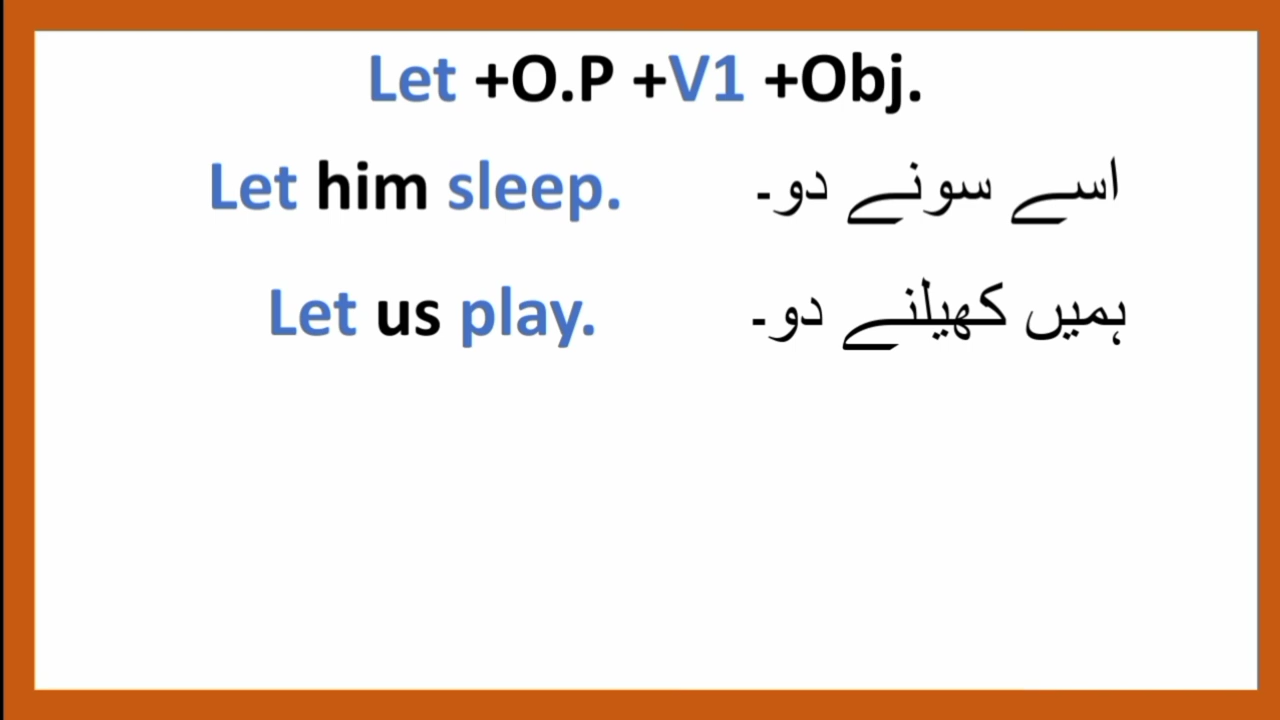 Let +O.P +V1 +Obj.
Let him sleep. اسے سونے دو۔
Let us play. ہمیں کھیلنے دو۔